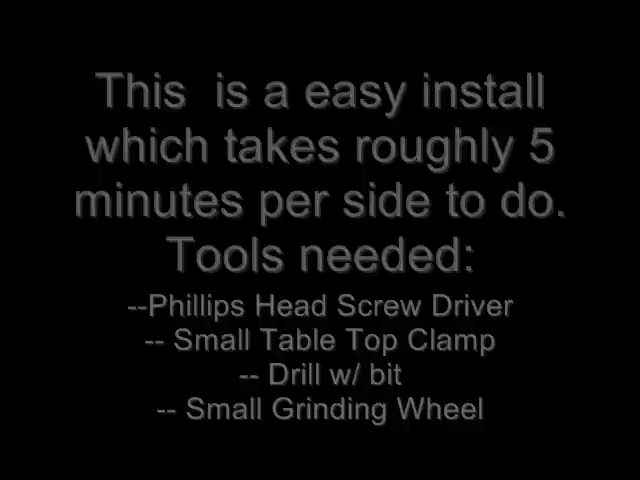 This  is a easy install
which takes roughly 5
minutes per side to do.
Tools needed:
--Phillips Head Screw Driver
-- Small Table Top Clamp
-- Drill w/ bit
-- Small Grinding Wheel